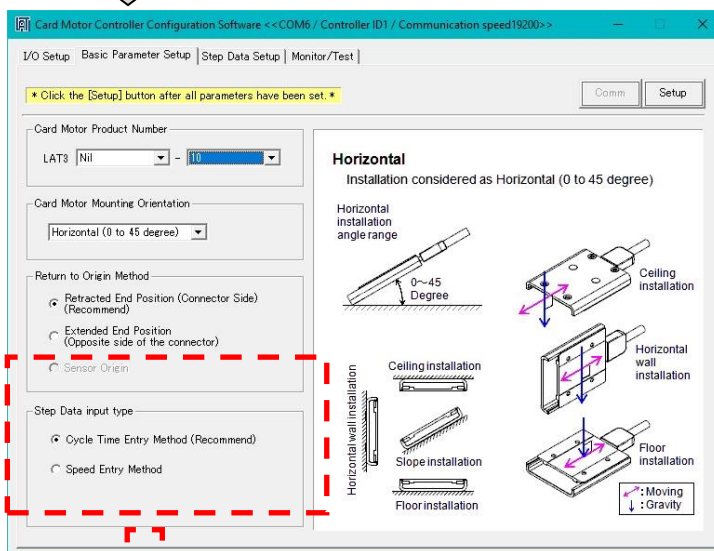 Card Motor Controller Configuration Software <<COM6 / Controller ID1 / Communication speed19200>>
I/O Setup
Basic Parameter Setup
Step Data Setup
Monitor/Test
* Click the [Setup] button after all parameters have been set.*
Comm
Setup
Card Motor Product Number
LAT3 Nil - 10
Card Motor Mounting Orientation
Horizontal (0 to 45 degree)
Return to Origin Method
Retracted End Position (Connector Side)
(Recommend)
Extended End Position
(Opposite side of the connector)
Sensor Origin
Step Data input type
Cycle Time Entry Method (Recommend)
Speed Entry Method
Horizontal
Installation considered as Horizontal (0 to 45 degree)
Horizontal
installation
angle range
0~45
Degree
Ceiling
installation
Horizontal
wall
installation
Floor
installation
Horizontal wall installation
Ceiling installation
Slope installation
Floor installation
: Moving
: Gravity